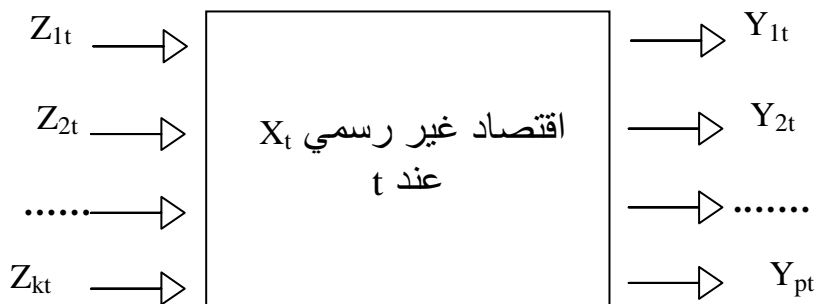 Z1t
Y1t
Z2t
اقتصاد غير رسمي Xt
Y2t
عند t
......
.......
Zkt
Ypt